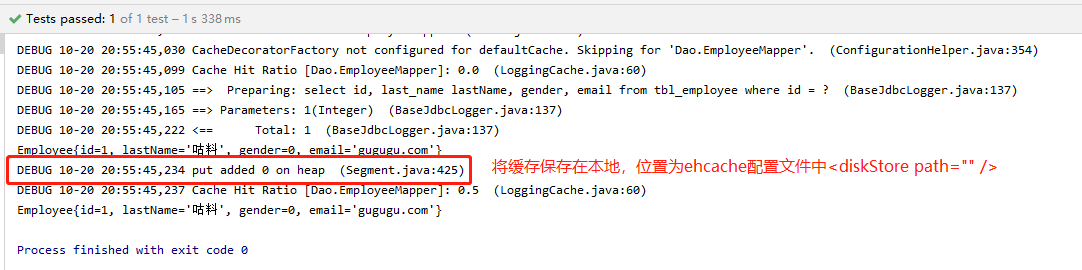 Tests passed: 1 of 1 test – 1 s 338 ms
DEBUG 10-20 20:55:45,030 CacheDecoratorFactory not configured for defaultCache. Skipping for 'Dao.EmployeeMapper'.  (ConfigurationHelper.java:354)
DEBUG 10-20 20:55:45,099 Cache Hit Ratio [Dao.EmployeeMapper]: 0.0  (LoggingCache.java:60)
DEBUG 10-20 20:55:45,105 ==>  Preparing: select id, last_name lastName, gender, email from tbl_employee where id = ?  (BaseJdbcLogger.java:137)
DEBUG 10-20 20:55:45,165 ==> Parameters: 1(Integer)  (BaseJdbcLogger.java:137)
DEBUG 10-20 20:55:45,222 <==      Total: 1  (BaseJdbcLogger.java:137)
Employee{id=1, lastName='咕料', gender=0, email='gugugu.com'}
DEBUG 10-20 20:55:45,234 put added 0 on heap  (Segment.java:425)
将缓存保存在本地，位置为ehcache配置文件中<diskStore path="" />
DEBUG 10-20 20:55:45,237 Cache Hit Ratio [Dao.EmployeeMapper]: 0.5  (LoggingCache.java:60)
Employee{id=1, lastName='咕料', gender=0, email='gugugu.com'}
Process finished with exit code 0